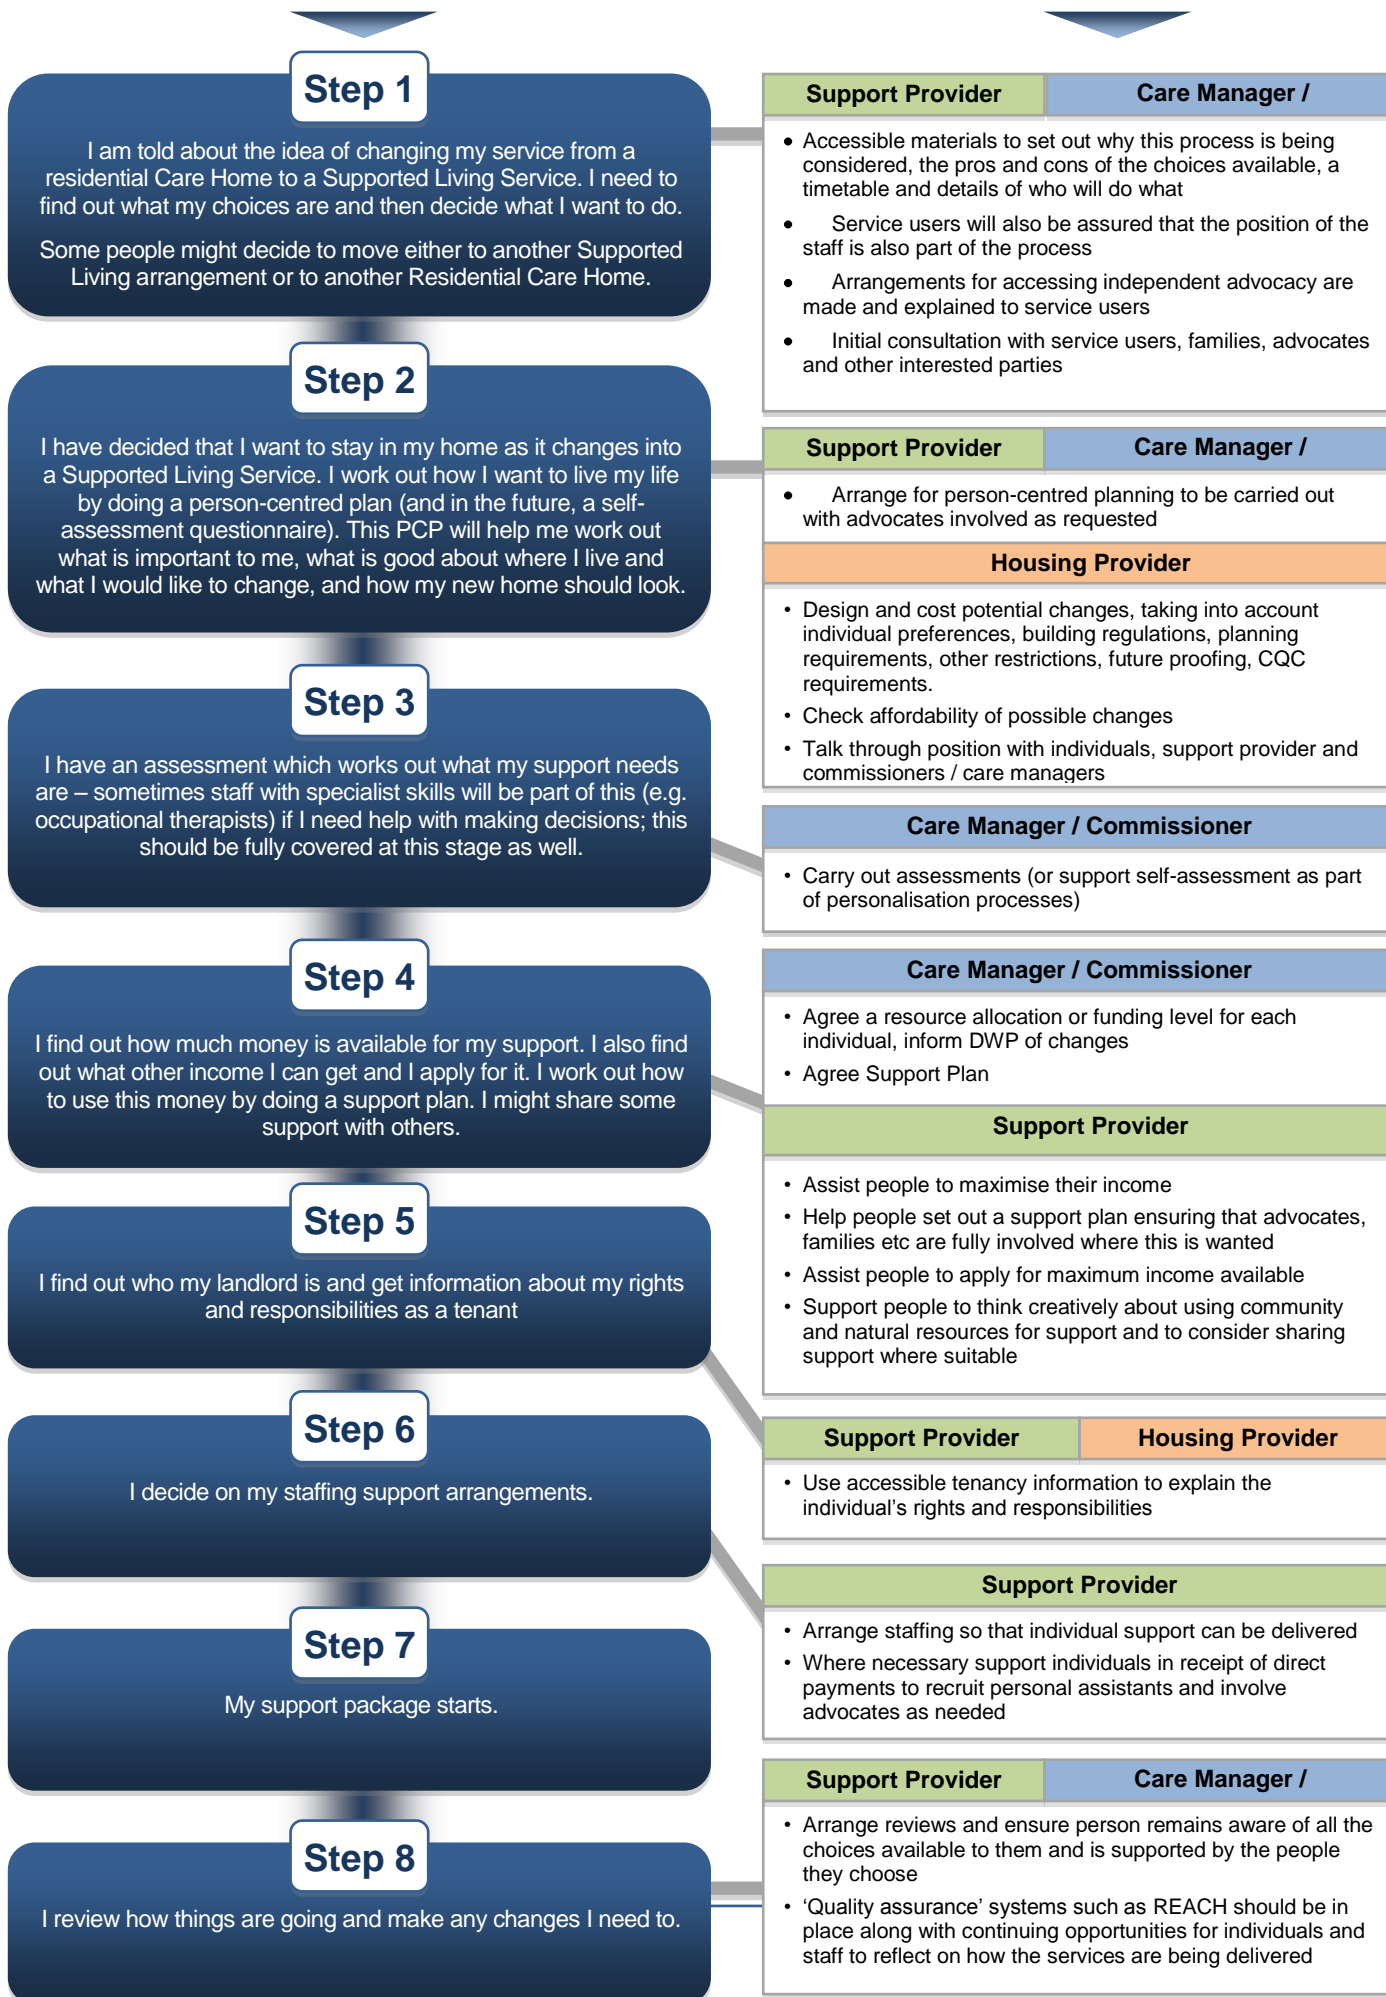 Step 1
I am told about the idea of changing my service from a
residential Care Home to a Supported Living Service. I need to
find out what my choices are and then decide what I want to do.
Some people might decide to move either to another Supported
Living arrangement or to another Residential Care Home.
Support Provider
Care Manager /
• Accessible materials to set out why this process is being
considered, the pros and cons of the choices available, a
timetable and details of who will do what
• Service users will also be assured that the position of the
staff is also part of the process
• Arrangements for accessing independent advocacy are
made and explained to service users
• Initial consultation with service users, families, advocates
and other interested parties
Step 2
I have decided that I want to stay in my home as it changes into
a Supported Living Service. I work out how I want to live my life
by doing a person-centred plan (and in the future, a self-
assessment questionnaire). This PCP will help me work out
what is important to me, what is good about where I live and
what I would like to change, and how my new home should look.
Support Provider
Care Manager /
• Arrange for person-centred planning to be carried out
with advocates involved as requested
Housing Provider
• Design and cost potential changes, taking into account
individual preferences, building regulations, planning
requirements, other restrictions, future proofing, CQC
requirements.
• Check affordability of possible changes
• Talk through position with individuals, support provider and
commissioners / care managers
Step 3
I have an assessment which works out what my support needs
are – sometimes staff with specialist skills will be part of this (e.g.
occupational therapists) if I need help with making decisions; this
should be fully covered at this stage as well.
Care Manager / Commissioner
• Carry out assessments (or support self-assessment as part
of personalisation processes)
Step 4
I find out how much money is available for my support. I also find
out what other income I can get and I apply for it. I work out how
to use this money by doing a support plan. I might share some
support with others.
Care Manager / Commissioner
• Agree a resource allocation or funding level for each
individual, inform DWP of changes
• Agree Support Plan
Support Provider
• Assist people to maximise their income
• Help people set out a support plan ensuring that advocates,
families etc are fully involved where this is wanted
• Assist people to apply for maximum income available
• Support people to think creatively about using community
and natural resources for support and to consider sharing
support where suitable
Step 5
I find out who my landlord is and get information about my rights
and responsibilities as a tenant
Support Provider
Housing Provider
• Use accessible tenancy information to explain the
individual’s rights and responsibilities
Step 6
I decide on my staffing support arrangements.
Support Provider
• Arrange staffing so that individual support can be delivered
• Where necessary support individuals in receipt of direct
payments to recruit personal assistants and involve
advocates as needed
Step 7
My support package starts.
Step 8
I review how things are going and make any changes I need to.
Support Provider
Care Manager /
• Arrange reviews and ensure person remains aware of all the
choices available to them and is supported by the people
they choose
• ‘Quality assurance’ systems such as REACH should be in
place along with continuing opportunities for individuals and
staff to reflect on how the services are being delivered